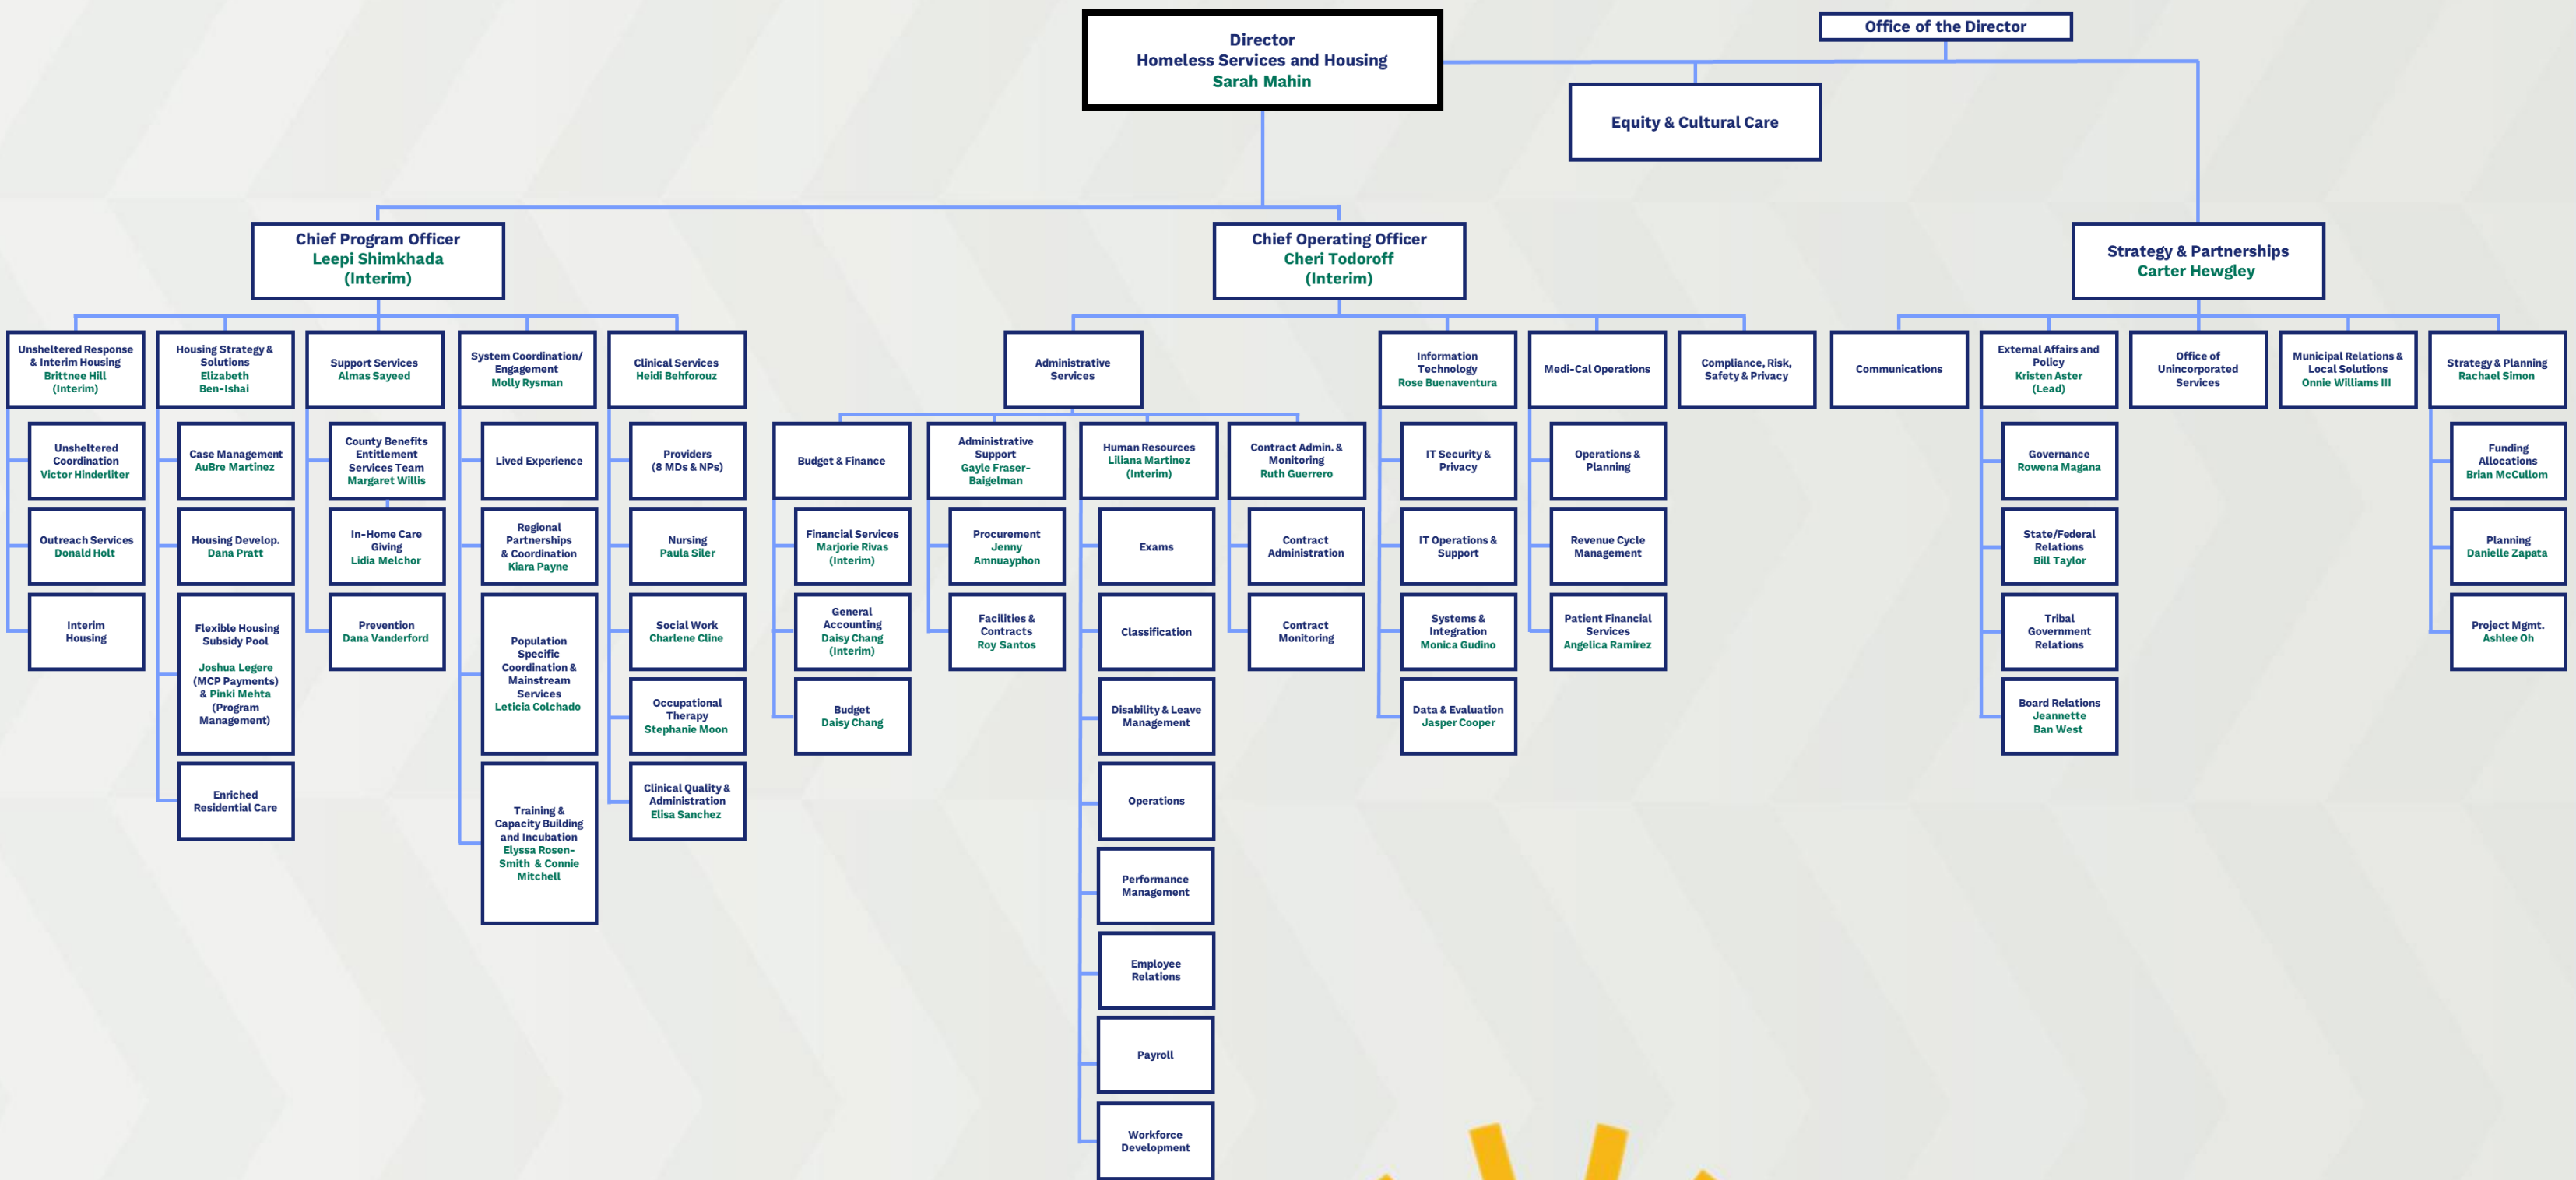 Director
Homeless Services and Housing
Sarah Mahin
Office of the Director
Equity & Cultural Care
Chief Program Officer
Leepi Shimkhada
(Interim)
Chief Operating Officer
Cheri Todoroff
(Interim)
Strategy & Partnerships
Carter Hewgley
Unsheltered Response
& Interim Housing
Brittnee Hill
(Interim)
Housing Strategy &
Solutions
Elizabeth
Ben-Ishai
Support Services
Almas Sayeed
System Coordination/
Engagement
Molly Rysman
Clinical Services
Heidi Behforouz
Administrative
Services
Information
Technology
Rose Buenaventura
Medi-Cal Operations
Compliance, Risk,
Safety & Privacy
Communications
External Affairs and
Policy
Kristen Aster
(Lead)
Office of
Unincorporated
Services
Municipal Relations &
Local Solutions
Onnie Williams III
Strategy & Planning
Rachael Simon
Unsheltered
Coordination
Victor Hinderliter
Outreach Services
Donald Holt
Interim
Housing
Case Management
AuBre Martinez
Housing Develop.
Dana Pratt
Flexible Housing
Subsidy Pool
Joshua Legere
(MCP Payments)
& Pinki Mehta
(Program
Management)
Enriched
Residential Care
County Benefits
Entitlement
Services Team
Margaret Willis
In-Home Care
Giving
Lidia Melchor
Prevention
Dana Vanderford
Lived Experience
Regional
Partnerships
& Coordination
Kiara Payne
Population
Specific
Coordination &
Mainstream
Services
Leticia Colchado
Training &
Capacity Building
and Incubation
Elyssa Rosen-
Smith & Connie
Mitchell
Providers
(8 MDs & NPs)
Nursing
Paula Siler
Social Work
Charlene Cline
Occupational
Therapy
Stephanie Moon
Clinical Quality &
Administration
Elisa Sanchez
Budget & Finance
Financial Services
Marjorie Rivas
(Interim)
General
Accounting
Daisy Chang
(Interim)
Budget
Daisy Chang
Administrative
Support
Gayle Fraser-
Baigelman
Procurement
Jenny
Amnuayphon
Facilities &
Contracts
Roy Santos
Human Resources
Liliana Martinez
(Interim)
Exams
Classification
Disability & Leave
Management
Operations
Performance
Management
Employee
Relations
Payroll
Workforce
Development
Contract Admin. &
Monitoring
Ruth Guerrero
Contract
Administration
Contract
Monitoring
IT Security &
Privacy
IT Operations &
Support
Systems &
Integration
Monica Gudino
Data & Evaluation
Jasper Cooper
Operations &
Planning
Revenue Cycle
Management
Patient Financial
Services
Angelica Ramirez
Governance
Rowena Magana
State/Federal
Relations
Bill Taylor
Tribal
Government
Relations
Board Relations
Jeannette
Ban West
Funding
Allocations
Brian McCullom
Planning
Danielle Zapata
Project Mgmt.
Ashlee Oh